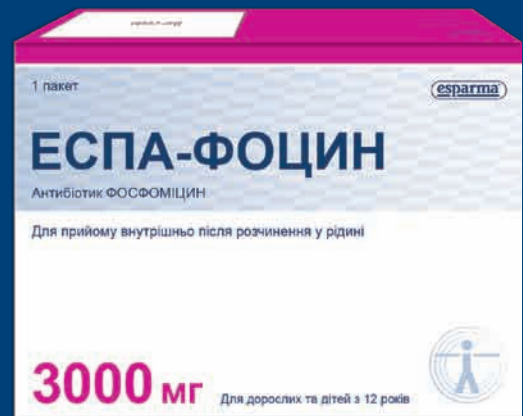 1 пакет
esparma
ЕСПА-ФОЦИН
Антибіотик ФОСФОМІЦИН
Для прийому внутрішньо після розчинення у рідині
3000 мг Для дорослих та дітей з 12 років